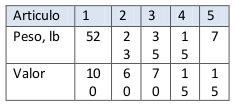 Articulo 1 2 3 4 5
Peso, lb 52 2 3 1 7
3 5 5
Valor 10 6 7 1 1
0 0 0 5 5